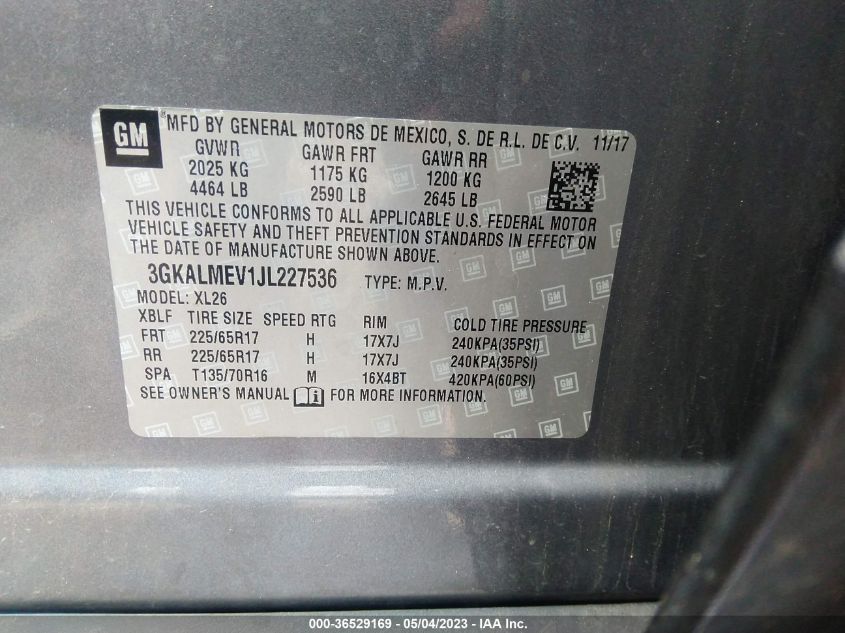 GM ®MFD BY GENERAL MOTORS DE MEXICO, S. DE R.L. DE C.V. 11/17
GVWR GAWR FRT GAWR RR
2025 KG 1175 KG 1200 KG
4464 LB 2590 LB 2645 LB
THIS VEHICLE CONFORMS TO ALL APPLICABLE U.S. FEDERAL MOTOR
VEHICLE SAFETY AND THEFT PREVENTION STANDARDS IN EFFECT ON
THE DATE OF MANUFACTURE SHOWN ABOVE.
3GKALMEV1JL227536 TYPE: M.P.V.
MODEL: XL26
XBLF TIRE SIZE SPEED RTG RIM COLD TIRE PRESSURE
FRT 225/65R17 H 17X7J 240KPA(35PSI)
RR 225/65R17 H 17X7J 240KPA(35PSI)
SPA T135/70R16 M 16X4BT 420KPA(60PSI)
SEE OWNER'S MANUAL i FOR MORE INFORMATION.
000-36529169 - 05/04/2023 - IAA Inc.